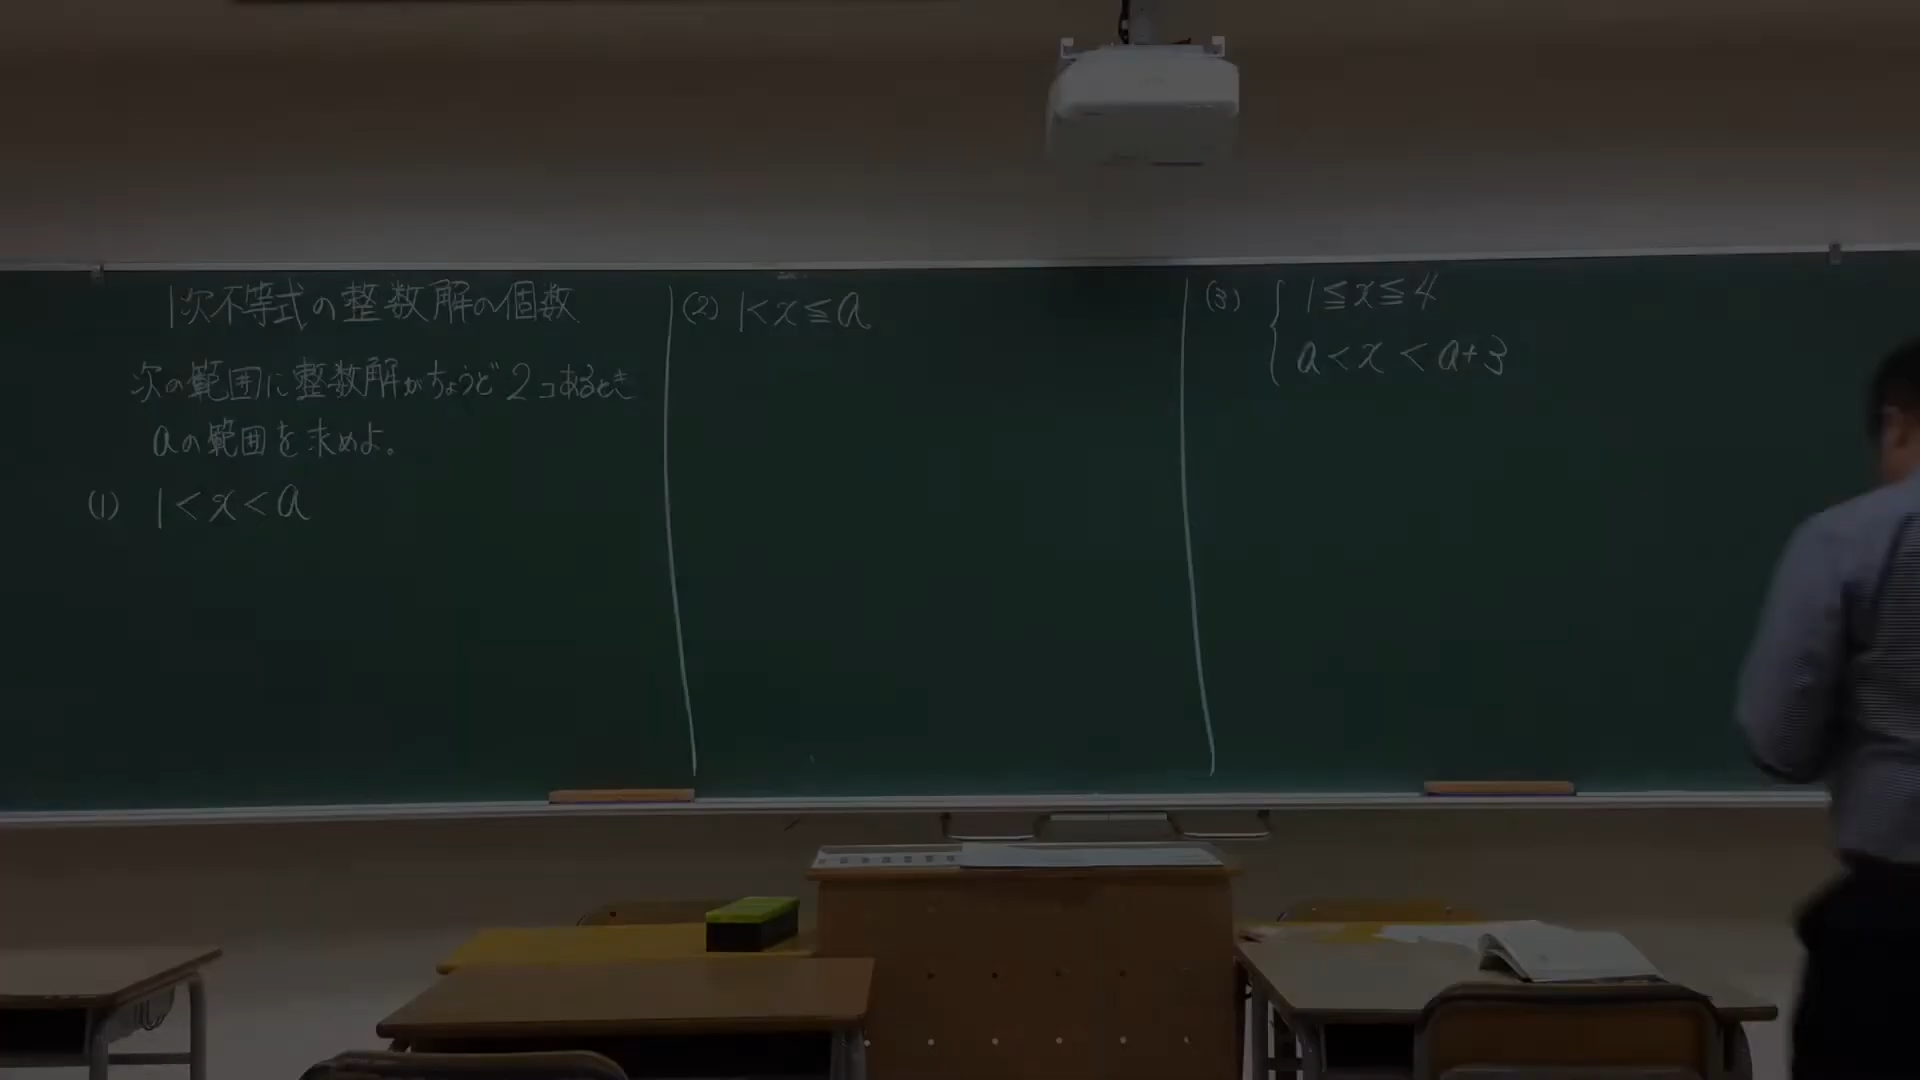 1次不等式の整数解の個数
次の範囲に整数解がちょうど2コあるとき
aの範囲を求めよ。
(1) 1<x<a
(2) 1<x≦a
(3) { 1≦x≦4
a<x<a+3